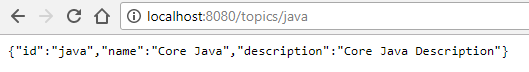 localhost:8080/topics/java
{"id":"java","name":"Core Java","description":"Core Java Description"}